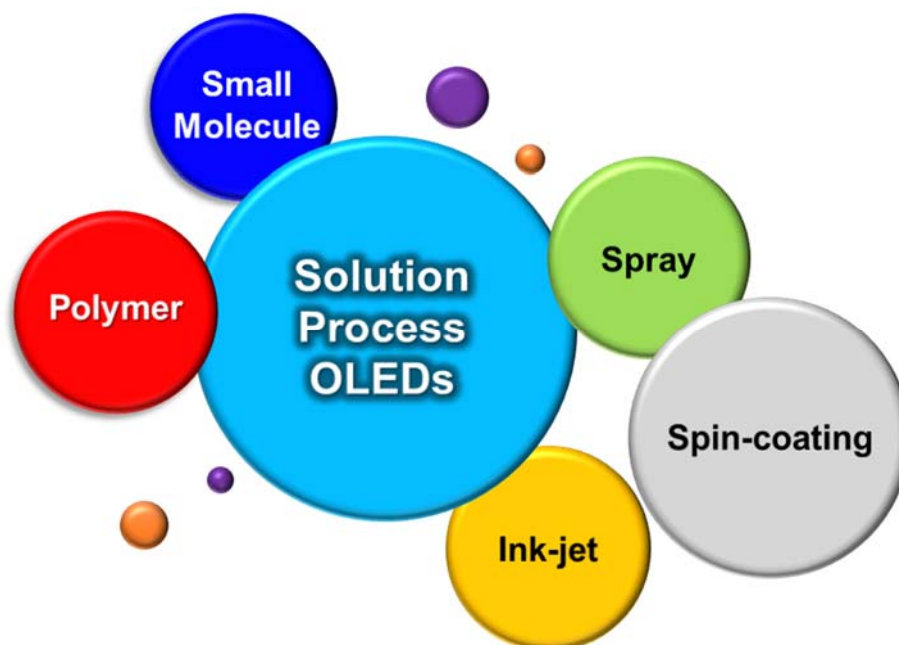 Small
Molecule
Polymer
Solution
Process
OLEDs
Spray
Spin-coating
Ink-jet